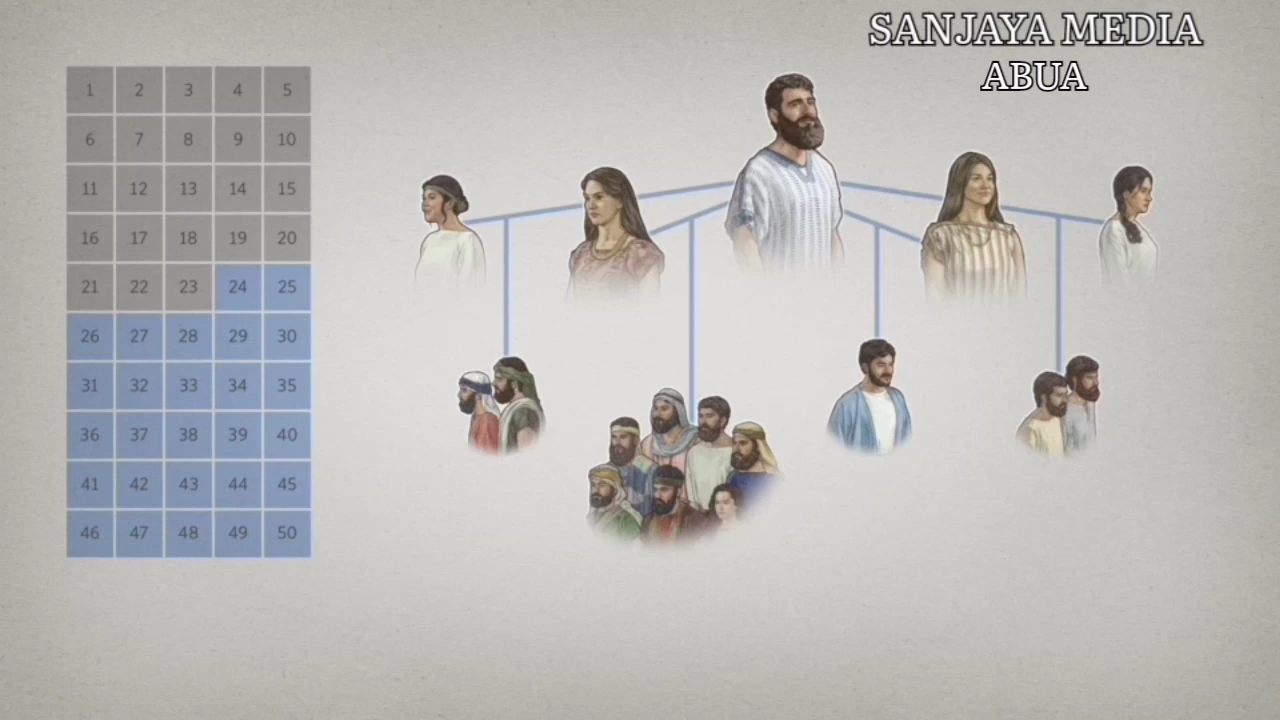 SANJAYA MEDIA
ABUA
1 2 3 4 5
6 7 8 9 10
11 12 13 14 15
16 17 18 19 20
21 22 23 24 25
26 27 28 29 30
31 32 33 34 35
36 37 38 39 40
41 42 43 44 45
46 47 48 49 50